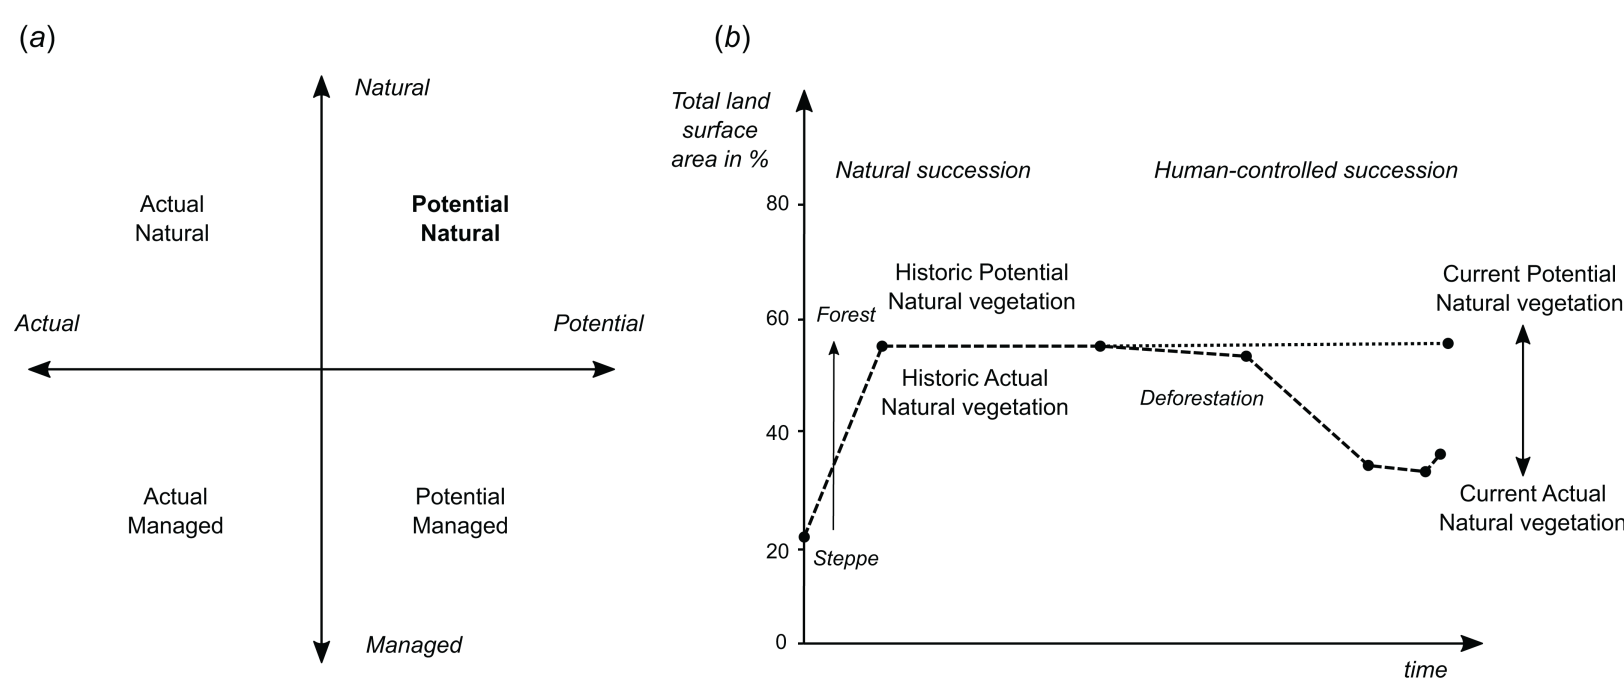 (a)
Natural
Actual
Natural
Potential
Natural
Actual
Potential
Actual
Managed
Potential
Managed
Managed
(b)
Total land
surface
area in %
Natural succession
Human-controlled succession
80
Historic Potential
Natural vegetation
Current Potential
Natural vegetation
60
Forest
Historic Actual
Natural vegetation
Deforestation
40
Current Actual
Natural vegetation
20
Steppe
0
time